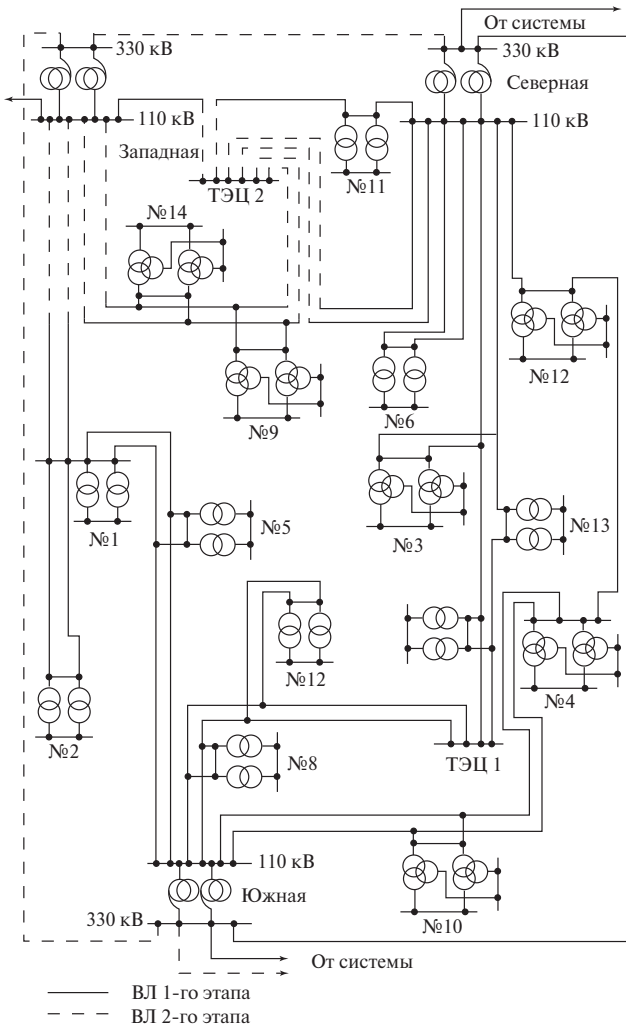 От системы
330 кВ
330 кВ
Северная
110 кВ
110 кВ
Западная
№11
ТЭЦ 2
№14
№12
№9
№6
№3
№13
№1
№5
№12
№4
№2
№8
ТЭЦ 1
110 кВ
Южная
330 кВ
№10
От системы
ВЛ 1-го этапа
ВЛ 2-го этапа